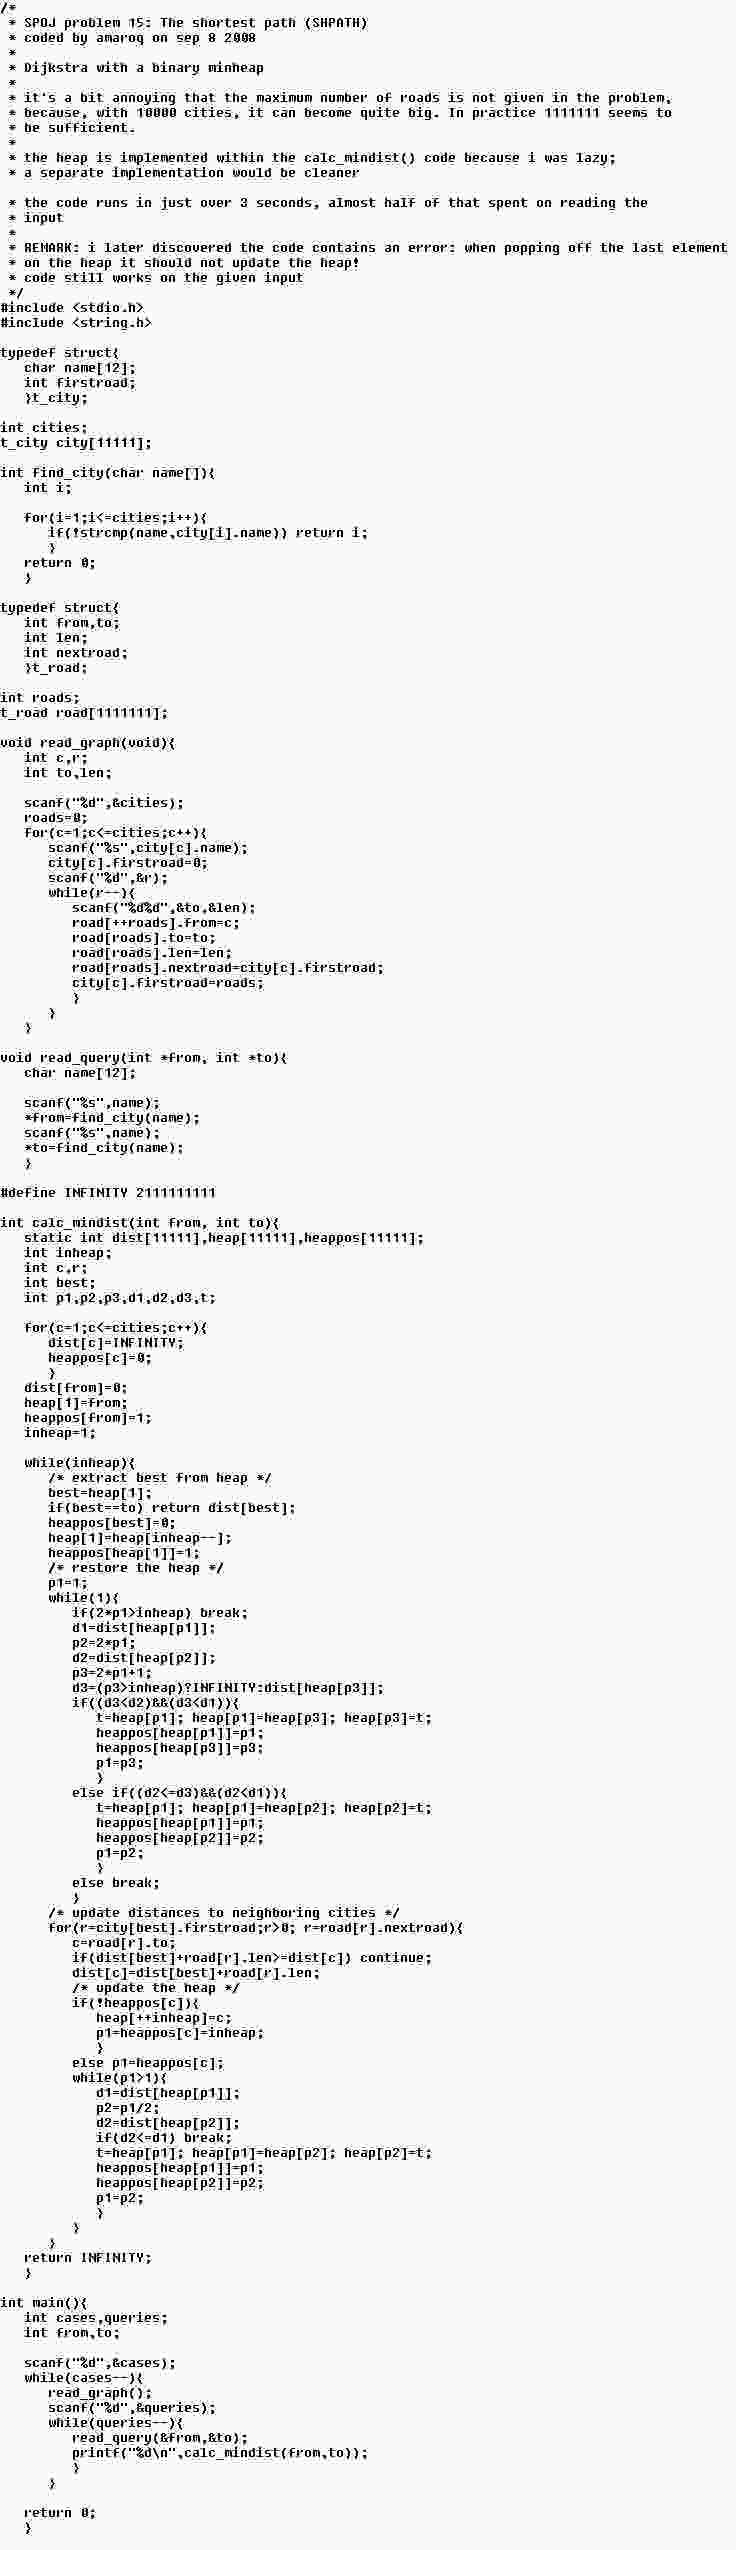 /*
 * SPOJ problem 15: The shortest path (SHPATH)
 * coded by amaroq on sep 8 2008
 *
 * Dijkstra with a binary minheap
 *
 * it's a bit annoying that the maximum number of roads is not given in the problem,
 * because, with 10000 cities, it can become quite big. In practice 1111111 seems to
 * be sufficient.
 *
 * the heap is implemented within the calc_mindist() code because i was lazy;
 * a separate implementation would be cleaner

 * the code runs in just over 3 seconds, almost half of that spent on reading the
 * input
 *
 * REMARK: i later discovered the code contains an error: when popping off the last element
 * on the heap it should not update the heap!
 * code still works on the given input
 */
#include <stdio.h>
#include <string.h>

typedef struct{
   char name[12];
   int firstroad;
   }t_city;

int cities;
t_city city[11111];

int find_city(char name[]){
   int i;

   for(i=1;i<=cities;i++){
      if(!strcmp(name,city[i].name)) return i;
      }
   return 0;
   }

typedef struct{
   int from,to;
   int len;
   int nextroad;
   }t_road;

int roads;
t_road road[1111111];

void read_graph(void){
   int c,r;
   int to,len;

   scanf("%d",&cities);
   roads=0;
   for(c=1;c<=cities;c++){
      scanf("%s",city[c].name);
      city[c].firstroad=0;
      scanf("%d",&r);
      while(r--){
         scanf("%d%d",&to,&len);
         road[++roads].from=c;
         road[roads].to=to;
         road[roads].len=len;
         road[roads].nextroad=city[c].firstroad;
         city[c].firstroad=roads;
         }
      }
   }

void read_query(int *from, int *to){
   char name[12];

   scanf("%s",name);
   *from=find_city(name);
   scanf("%s",name);
   *to=find_city(name);
   }

#define INFINITY 2111111111

int calc_mindist(int from, int to){
   static int dist[11111],heap[11111],heappos[11111];
   int inheap;
   int c,r;
   int best;
   int p1,p2,p3,d1,d2,d3,t;

   for(c=1;c<=cities;c++){
      dist[c]=INFINITY;
      heappos[c]=0;
      }
   dist[from]=0;
   heap[1]=from;
   heappos[from]=1;
   inheap=1;

   while(inheap){
      /* extract best from heap */
      best=heap[1];
      if(best==to) return dist[best];
      heappos[best]=0;
      heap[1]=heap[inheap--];
      heappos[heap[1]]=1;
      /* restore the heap */
      p1=1;
      while(1){
         if(2*p1>inheap) break;
         d1=dist[heap[p1]];
         p2=2*p1;
         d2=dist[heap[p2]];
         p3=2*p1+1;
         d3=(p3>inheap)?INFINITY:dist[heap[p3]];
         if((d3<d2)&&(d3<d1)){
            t=heap[p1]; heap[p1]=heap[p3]; heap[p3]=t;
            heappos[heap[p1]]=p1;
            heappos[heap[p3]]=p3;
            p1=p3;
            }
         else if((d2<=d3)&&(d2<d1)){
            t=heap[p1]; heap[p1]=heap[p2]; heap[p2]=t;
            heappos[heap[p1]]=p1;
            heappos[heap[p2]]=p2;
            p1=p2;
            }
         else break;
         }
      /* update distances to neighboring cities */
      for(r=city[best].firstroad;r>0; r=road[r].nextroad){
         c=road[r].to;
         if(dist[best]+road[r].len>=dist[c]) continue;
         dist[c]=dist[best]+road[r].len;
         /* update the heap */
         if(!heappos[c]){
            heap[++inheap]=c;
            p1=heappos[c]=inheap;
            }
         else p1=heappos[c];
         while(p1>1){
            d1=dist[heap[p1]];
            p2=p1/2;
            d2=dist[heap[p2]];
            if(d2<=d1) break;
            t=heap[p1]; heap[p1]=heap[p2]; heap[p2]=t;
            heappos[heap[p1]]=p1;
            heappos[heap[p2]]=p2;
            p1=p2;
            }
         }
      }
   return INFINITY;
   }

int main(){
   int cases,queries;
   int from,to;

   scanf("%d",&cases);
   while(cases--){
      read_graph();
      scanf("%d",&queries);
      while(queries--){
         read_query(&from,&to);
         printf("%d\n",calc_mindist(from,to));
         }
      }

   return 0;
   }